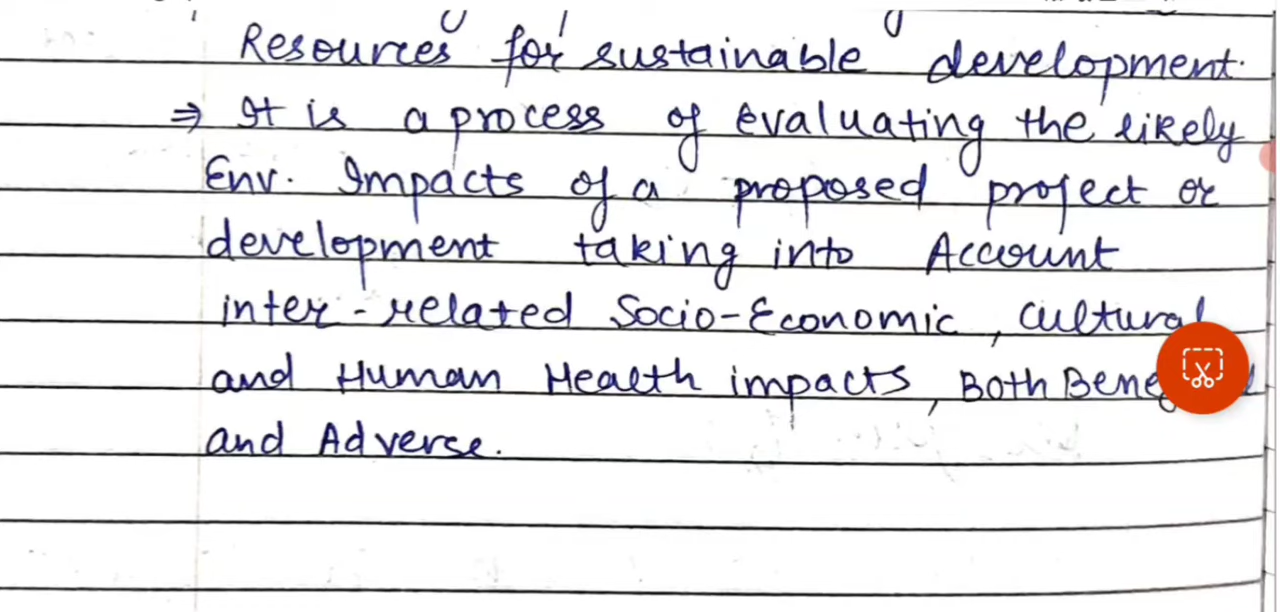 Resources for sustainable development.
⇒ It is a process of evaluating the likely
Env. Impacts of a proposed project or
development taking into Account
inter-related Socio-Economic, cultural
and Human Health impacts, Both
and Adverse.